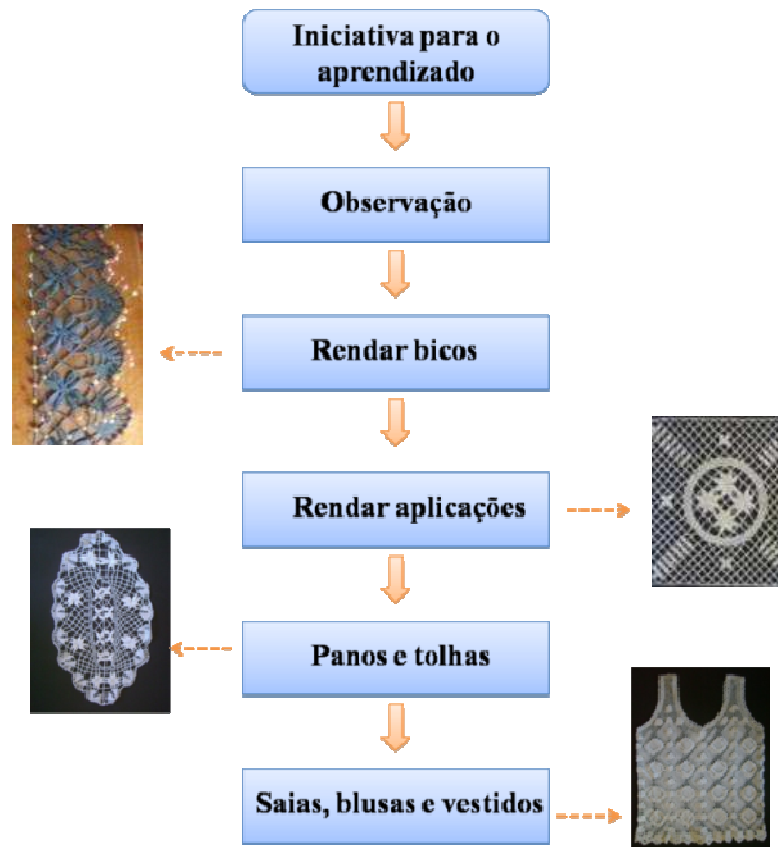 Iniciativa para o
aprendizado
Observação
Rendar bicos
Rendar aplicações
Panos e tolhas
Saias, blusas e vestidos